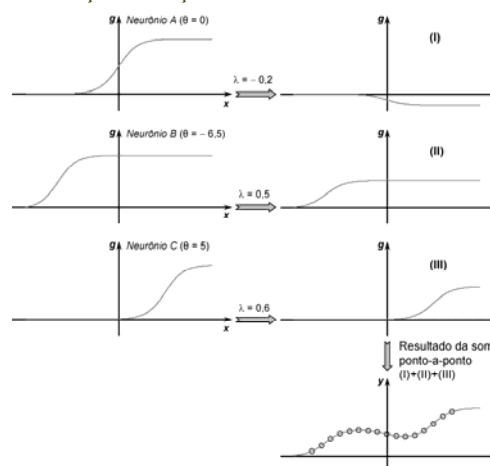 g Neurônio A (θ = 0)
x
λ = – 0,2
g
(I)
g Neurônio B (θ = – 6,5)
x
λ = 0,5
g
(II)
g Neurônio C (θ = 5)
x
λ = 0,6
g
(III)
Resultado da som
ponto-a-ponto
(I)+(II)+(III)
y